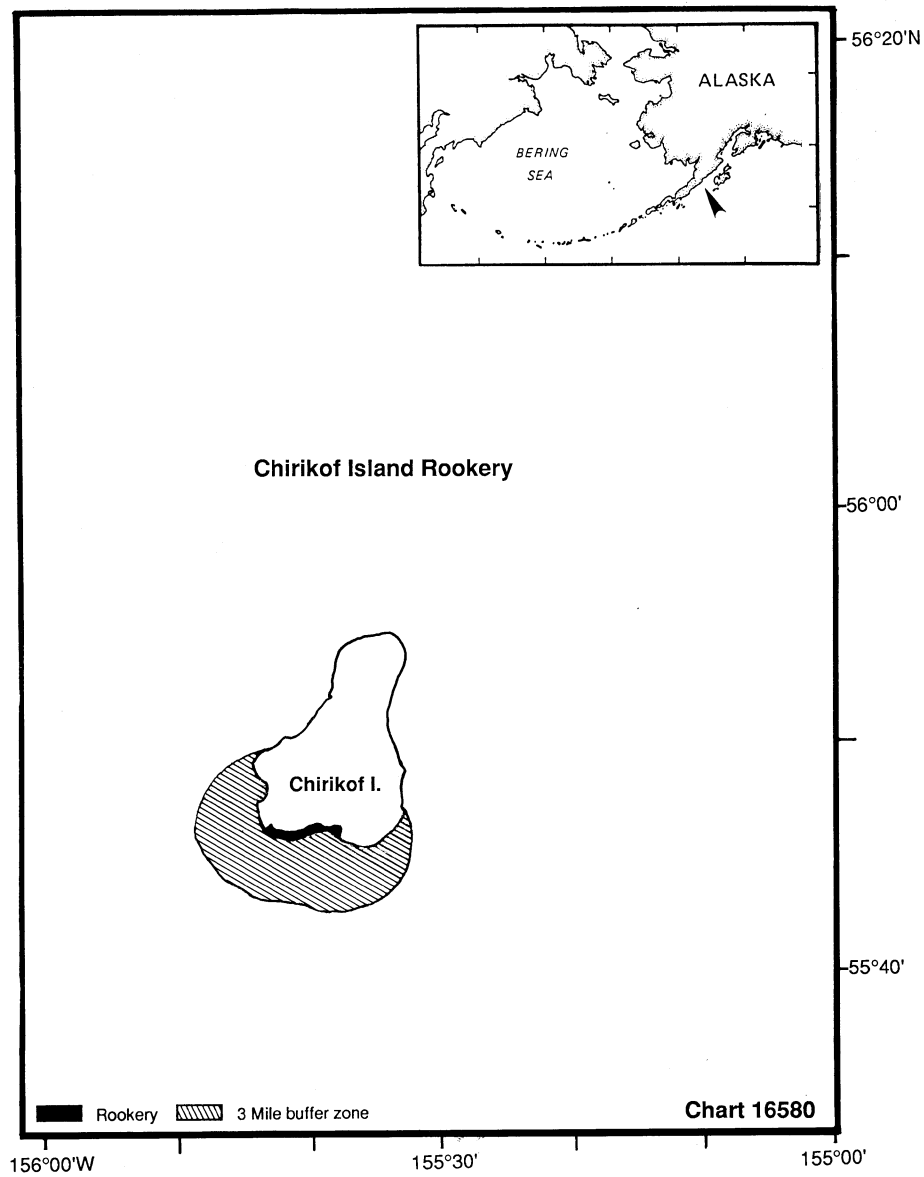 56°20'N
ALASKA
BERING
SEA
Chirikof Island Rookery
56°00'
Chirikof I.
55°40'
Rookery
3 Mile buffer zone
Chart 16580
156°00'W
155°30'
155°00'